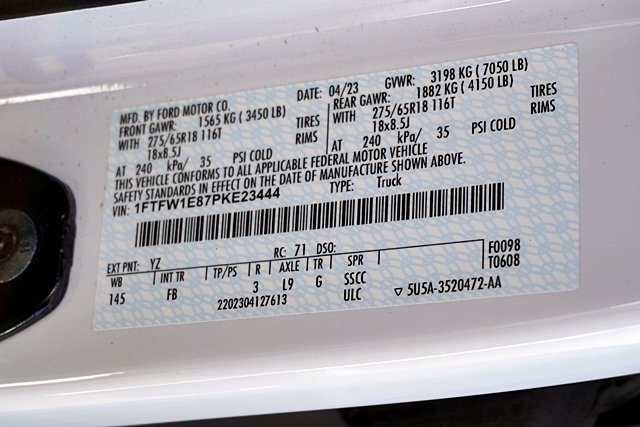 MFD. BY FORD MOTOR CO. DATE: 04/23 GVWR: 3198 KG ( 7050 LB)
FRONT GAWR: 1565 KG ( 3450 LB) REAR GAWR: 1882 KG ( 4150 LB)
WITH 275/65R18 116T TIRES WITH 275/65R18 116T TIRES
18x8.5J RIMS 18x8.5J RIMS
AT 240 kPa/ 35 PSI COLD AT 240 kPa/ 35 PSI COLD
THIS VEHICLE CONFORMS TO ALL APPLICABLE FEDERAL MOTOR VEHICLE
SAFETY STANDARDS IN EFFECT ON THE DATE OF MANUFACTURE SHOWN ABOVE.
VIN: 1FTFW1E87PKE23444 TYPE: Truck
EXT PNT: YZ RC: 71 DSO: F0098
WB INT TR TP/PS R AXLE TR SPR T0608
145 FB 3 L9 G SSCC
2202304127613 ULC ▽ 5U5A-3520472-AA